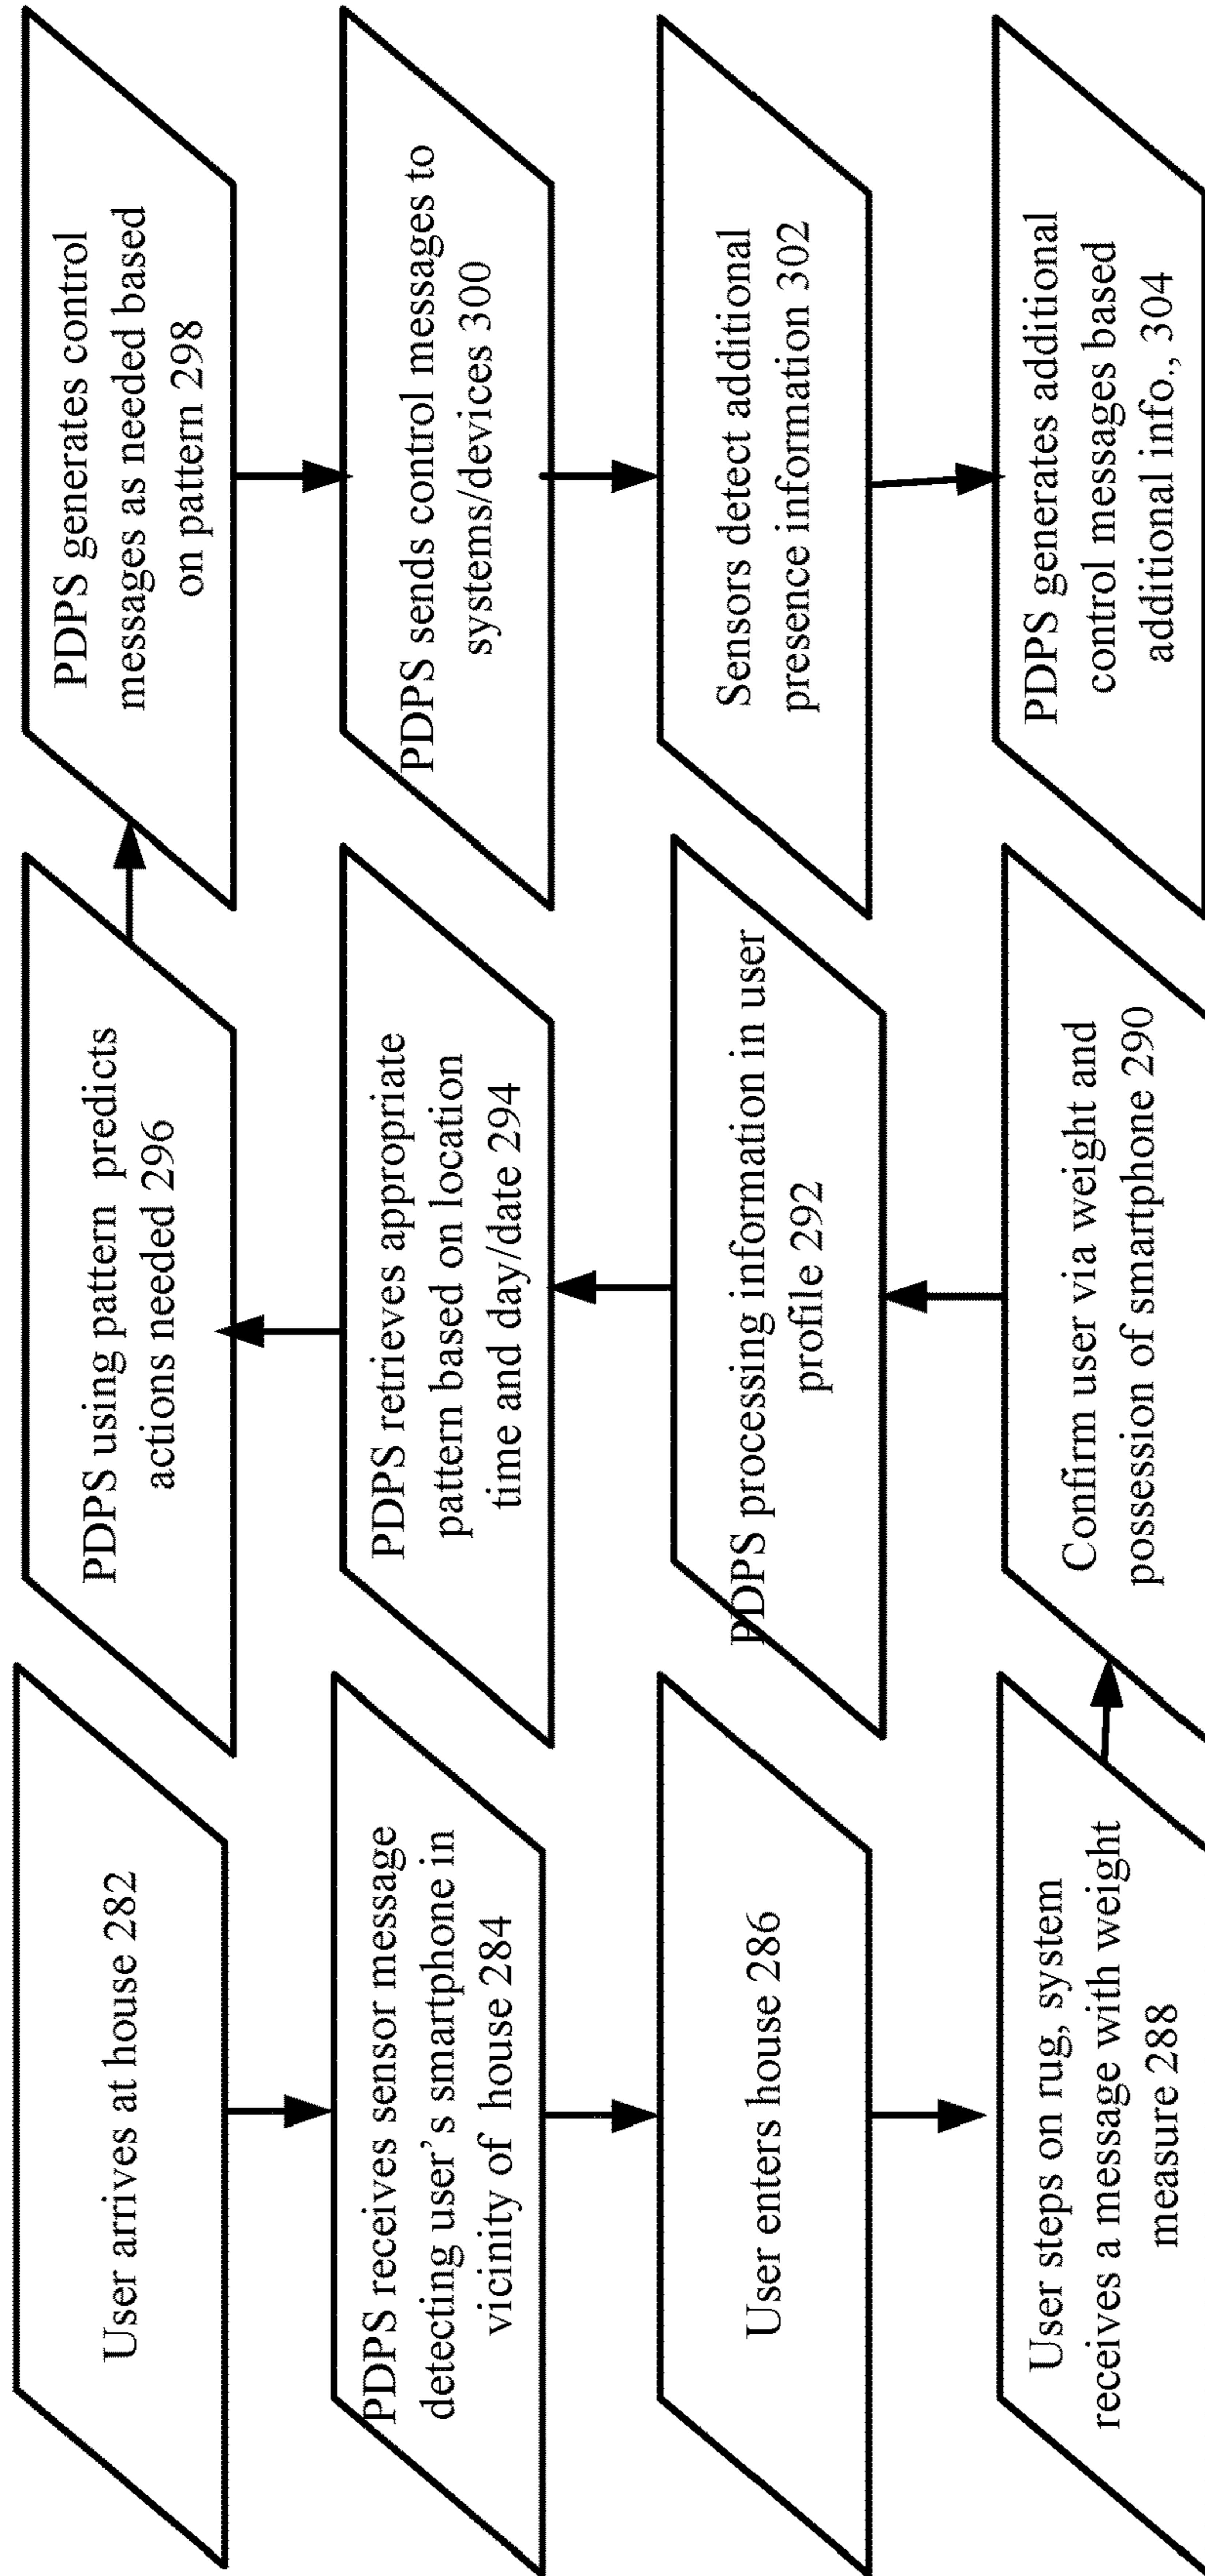 User arrives at house 282
PDPS receives sensor message
detecting user's smartphone in
vicinity of house 284
User enters house 286
User steps on rug, system
receives a message with weight
measure 288
Confirm user via weight and
possession of smartphone 290
PDPS processing information in user
profile 292
PDPS retrieves appropriate
pattern based on location
time and day/date 294
PDPS using pattern predicts
actions needed 296
PDPS generates control
messages as needed based
on pattern 298
PDPS sends control messages to
systems/devices 300
Sensors detect additional
presence information 302
PDPS generates additional
control messages based
additional info., 304